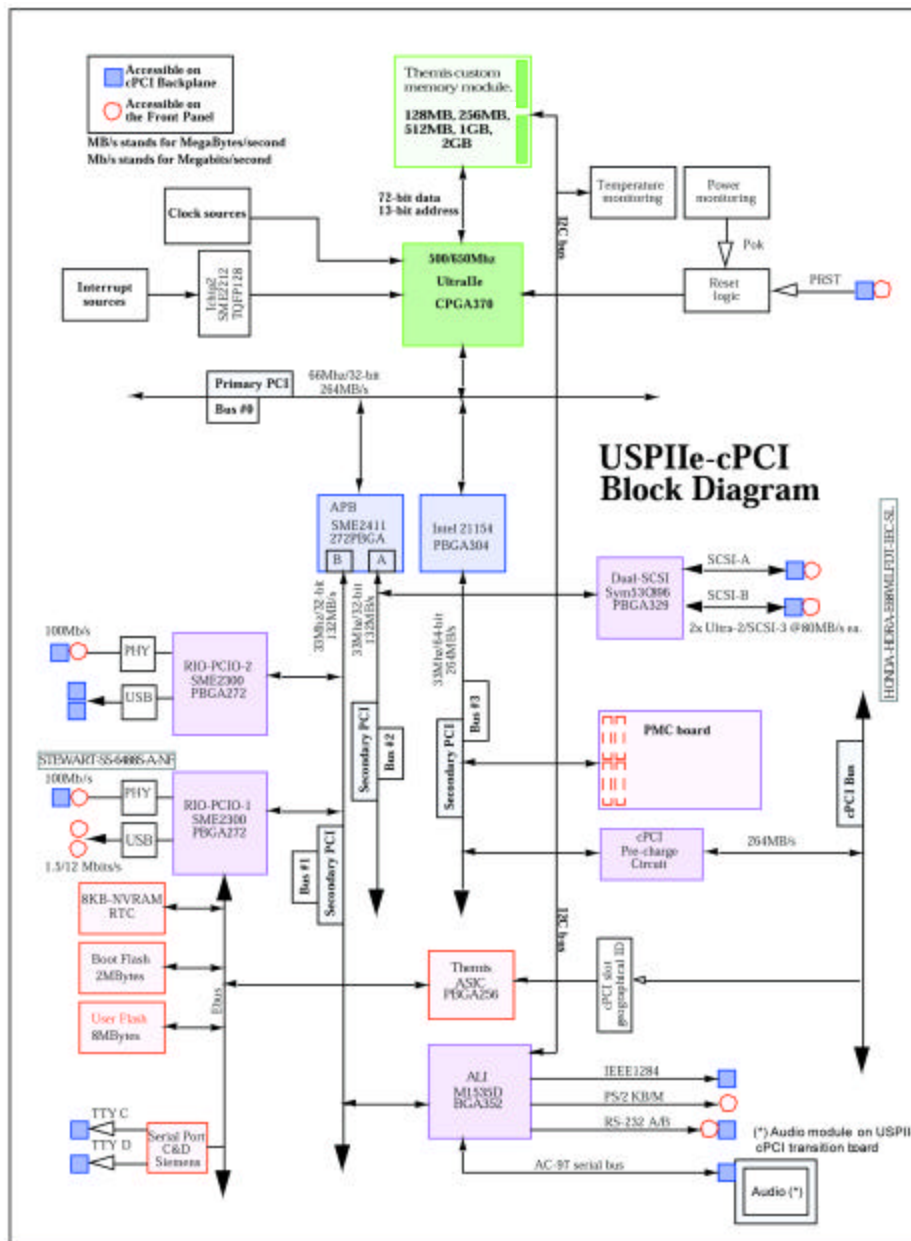 Accessible on
cPCI Backplane
Accessible on
the Front Panel
MB/s stands for MegaBytes/second
Mb/s stands for Megabits/second
Themis custom
memory module.
128MB, 256MB,
512MB, 1GB,
2GB
72-bit data
13-bit address
I2C bus
Temperature
monitoring
Power
monitoring
Pok
Clock sources
Interrupt
sources
Ichip2
SME2212
TQFP128
500/650Mhz
UltraIIe
CPGA370
Reset
logic
PRST
66Mhz/32-bit
264MB/s
Primary PCI
Bus #0
USPIIe-cPCI
Block Diagram
APB
SME2411
272PBGA
B
A
Intel 21154
PBGA304
Dual-SCSI
Sym53C896
PBGA329
SCSI-A
SCSI-B
2x Ultra-2/SCSI-3 @80MB/s ea.
33Mhz/32-bit
132MB/s
33Mhz/32-bit
132MB/s
33Mhz/64-bit
264MB/s
100Mb/s
PHY
USB
RIO-PCIO-2
SME2300
PBGA272
Secondary PCI
Bus #2
Secondary PCI
Bus #3
PMC board
cPCI Bus
100Mb/s
PHY
USB
1.5/12 Mbits/s
RIO-PCIO-1
SME2300
PBGA272
Bus #1
Secondary PCI
cPCI
Pre-charge
Circuit
264MB/s
8KB-NVRAM
RTC
Boot Flash
2MBytes
User Flash
8MBytes
Ebus
Themis
ASIC
PBGA256
I2C bus
cPCI slot
geographical ID
ALI
M1535D
BGA352
IEEE1284
PS/2 KB/M
RS-232 A/B
AC-97 serial bus
TTY C
TTY D
Serial Port
C&D
Siemens
(*) Audio module on USPII
cPCI transition board
Audio (*)